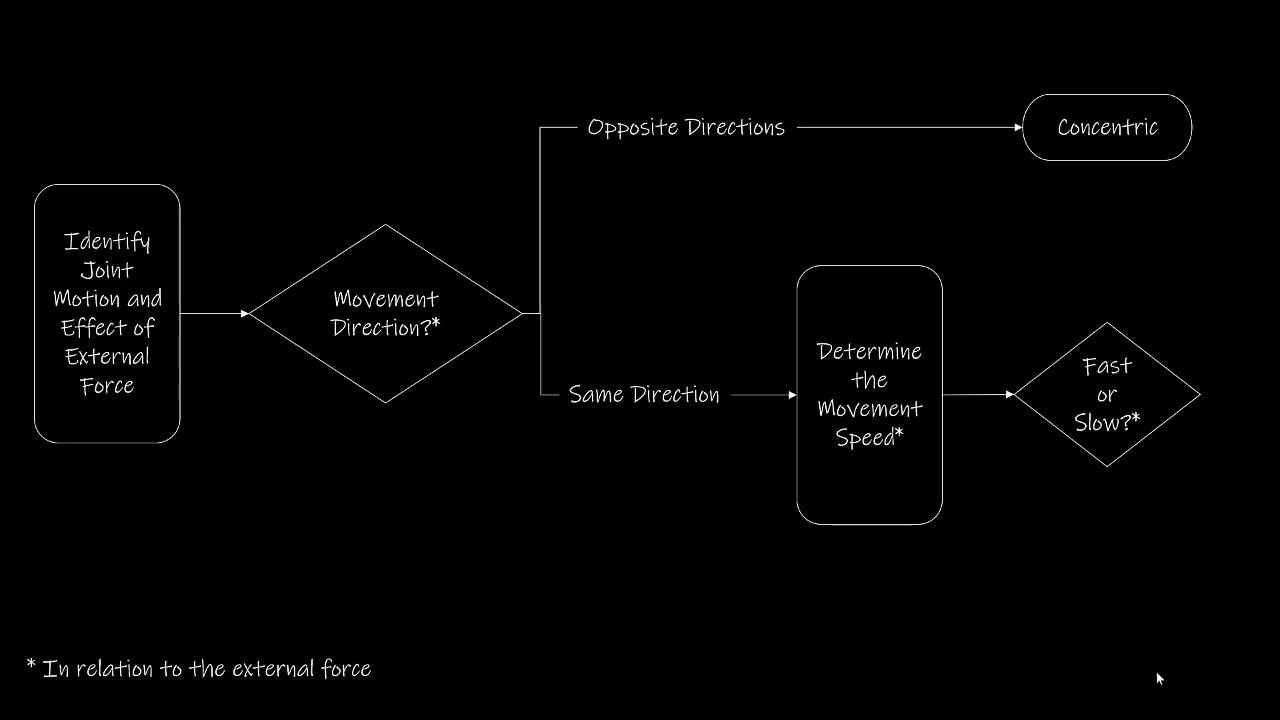 Identify
Joint
Motion and
Effect of
External
Force
Movement
Direction?*
Opposite Directions
Concentric
Same Direction
Determine
the
Movement
Speed*
Fast
or
Slow?*
* In relation to the external force